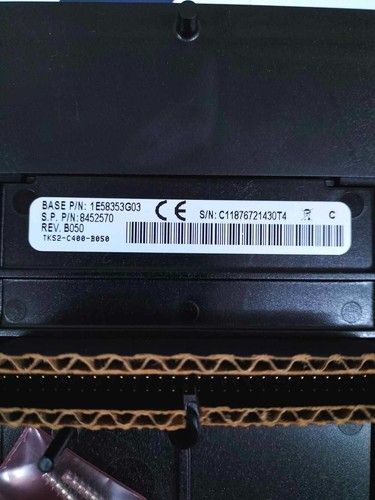 BASE P/N: 1E58353G03
S.P. P/N:8452570
REV. B050
TKS2-C400-B050
CE
S/N: C11876721430T4
C